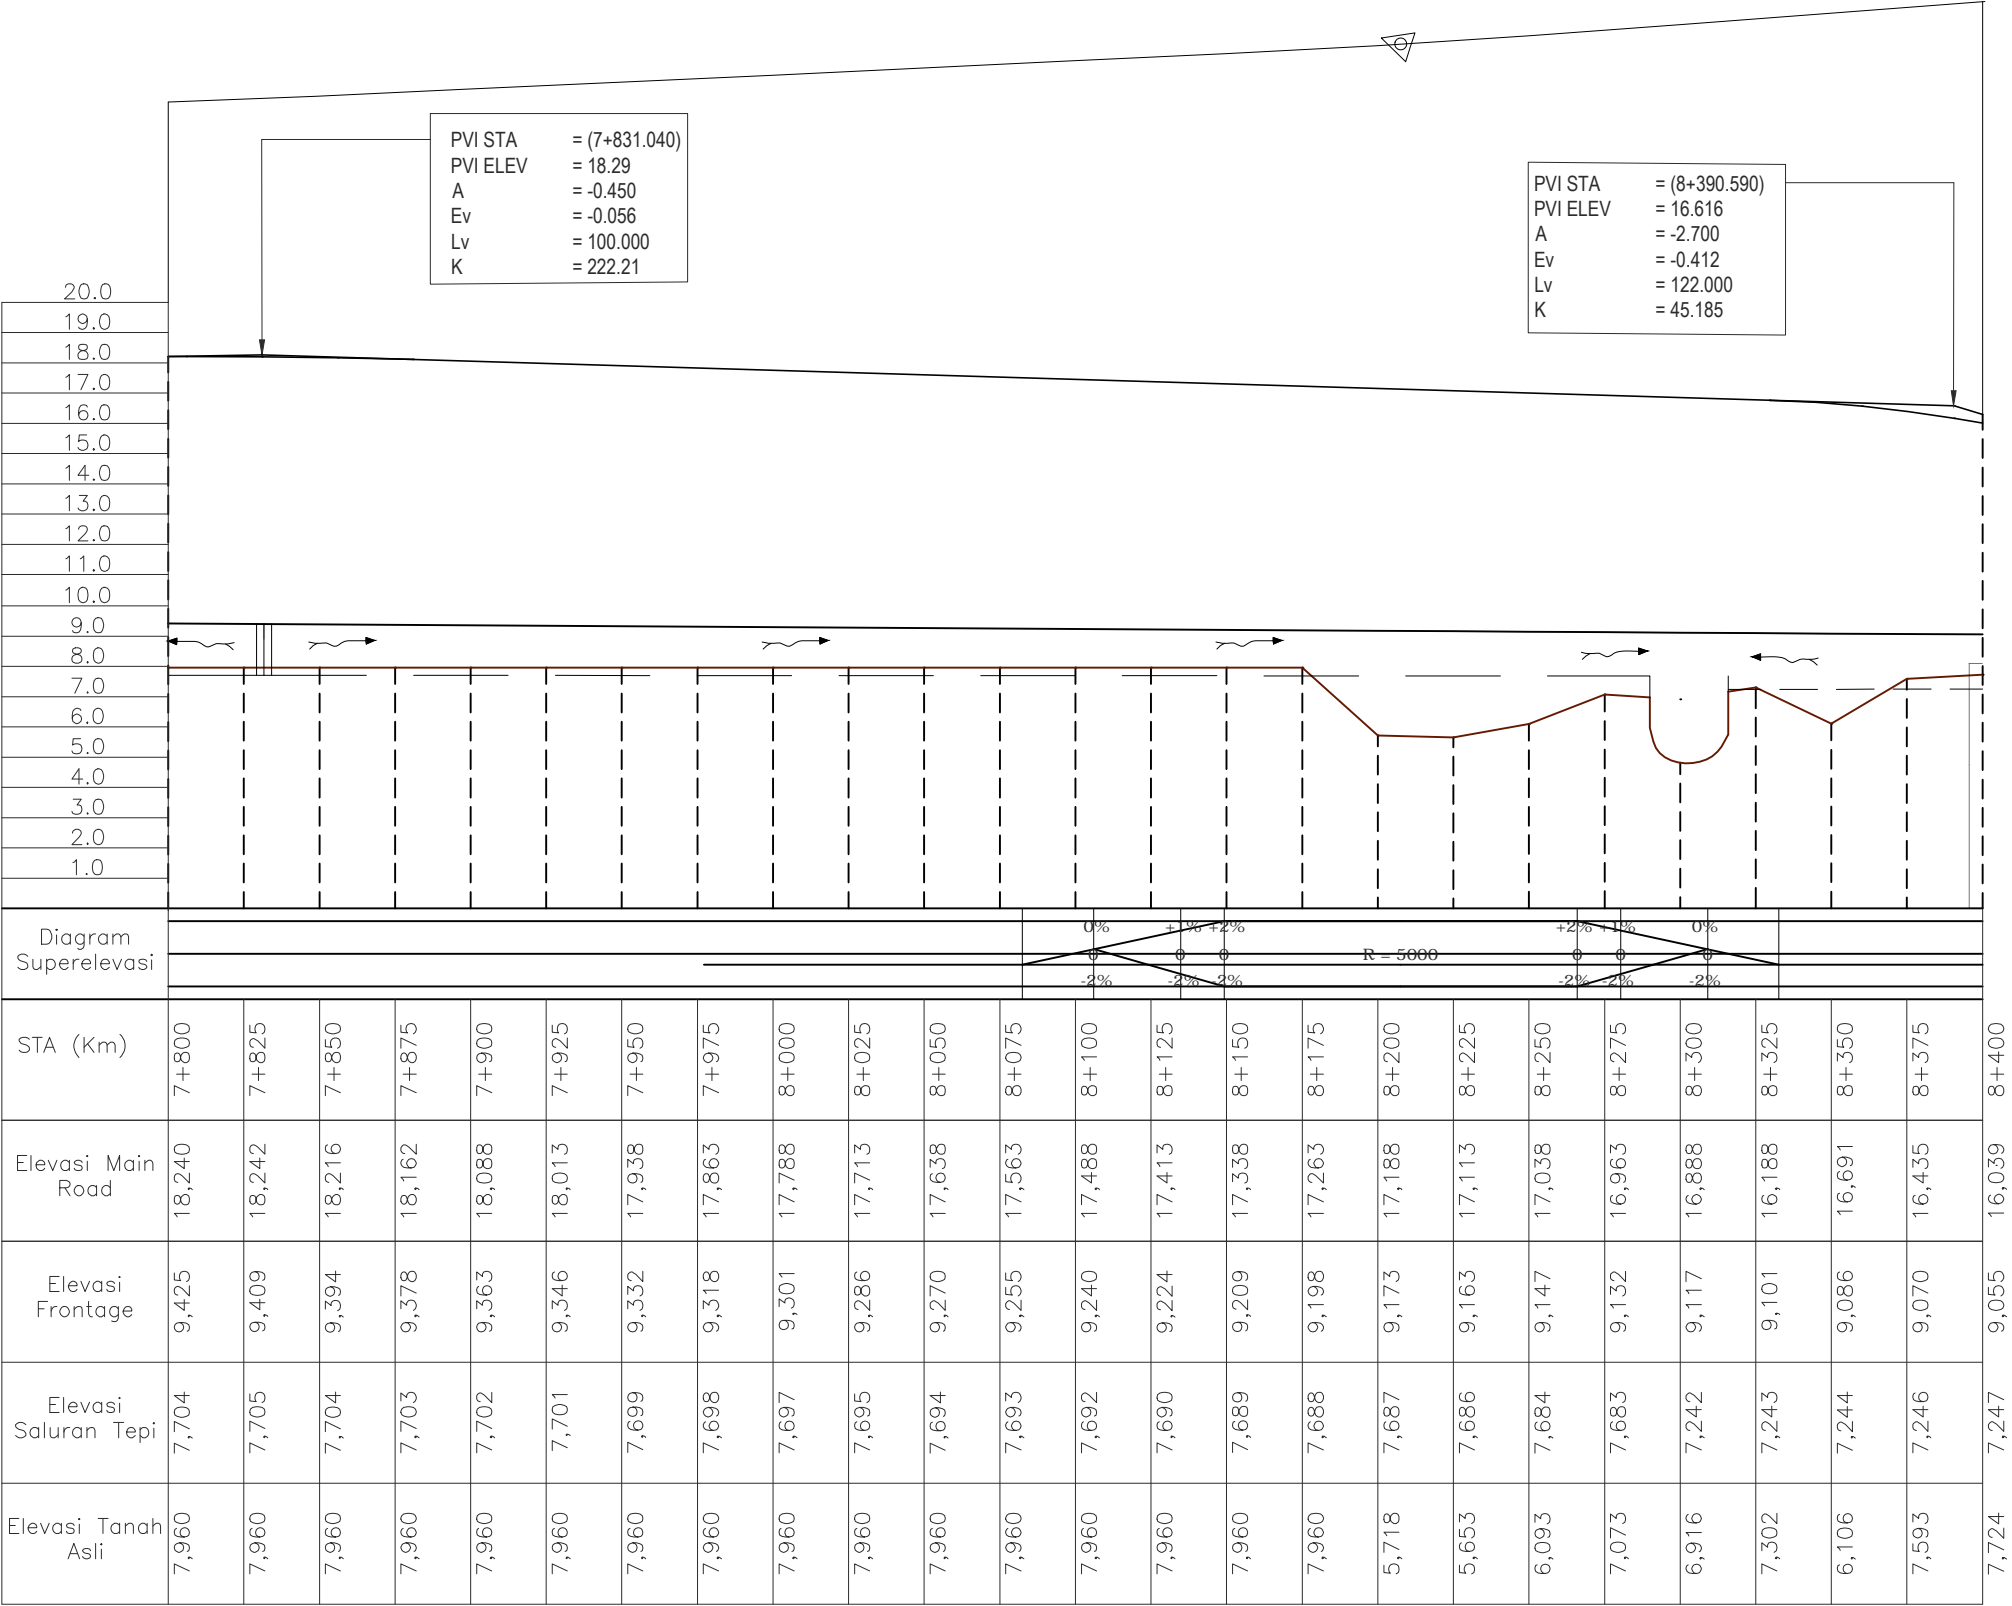 PVI STA = (7+831.040)
PVI ELEV = 18.29
A = -0.450
Ev = -0.056
Lv = 100.000
K = 222.21
PVI STA = (8+390.590)
PVI ELEV = 16.616
A = -2.700
Ev = -0.412
Lv = 122.000
K = 45.185
20.0
19.0
18.0
17.0
16.0
15.0
14.0
13.0
12.0
11.0
10.0
9.0
8.0
7.0
6.0
5.0
4.0
3.0
2.0
1.0
Diagram
Superelevasi
0% +1% +2% +2% +1% 0%
0 0 0 R = 5000 0 0 0
-2% -2% -2% -2% -2% -2%
STA (Km) 7+800 7+825 7+850 7+875 7+900 7+925 7+950 7+975 8+000 8+025 8+050 8+075 8+100 8+125 8+150 8+175 8+200 8+225 8+250 8+275 8+300 8+325 8+350 8+375 8+400
Elevasi Main
Road
18,240 18,242 18,216 18,162 18,088 18,013 17,938 17,863 17,788 17,713 17,638 17,563 17,488 17,413 17,338 17,263 17,188 17,113 17,038 16,963 16,888 16,188 16,691 16,435 16,039
Elevasi
Frontage
9,425 9,409 9,394 9,378 9,363 9,346 9,332 9,318 9,301 9,286 9,270 9,255 9,240 9,224 9,209 9,198 9,173 9,163 9,147 9,132 9,117 9,101 9,086 9,070 9,055
Elevasi
Saluran Tepi
7,704 7,705 7,704 7,703 7,702 7,701 7,699 7,698 7,697 7,695 7,694 7,693 7,692 7,690 7,689 7,688 7,687 7,686 7,684 7,683 7,242 7,243 7,2444 7,246 7,247
Elevasi Tanah
Asli
7,960 7,960 7,960 7,960 7,960 7,960 7,960 7,960 7,960 7,960 7,960 7,960 7,960 7,960 7,960 7,960 5,718 5,653 6,093 7,073 6,916 7,302 6,106 7,593 7,724